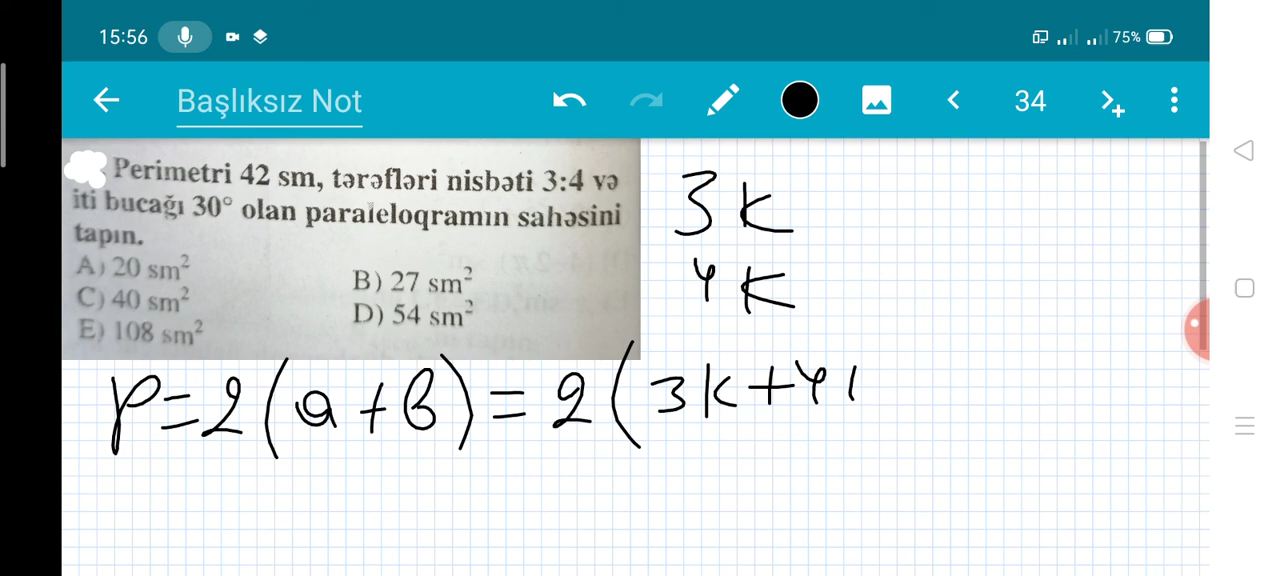 15:56
75%
Başlıksız Not
34
Perimetri 42 sm, tərəfləri nisbəti 3:4 və
iti bucağı 30° olan paraleloqramın sahəsini
tapın.
A) 20 sm²
B) 27 sm²
C) 40 sm²
D) 54 sm²
E) 108 sm²
3k
4k
P=2(a+b)=2(3k+4l